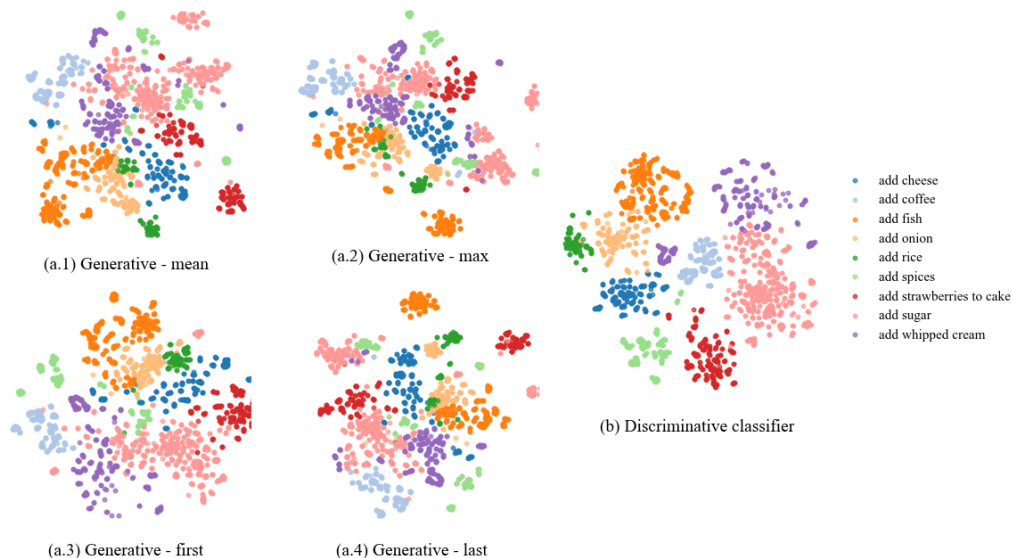 (a.1) Generative - mean
(a.2) Generative - max
(a.3) Generative - first
(a.4) Generative - last
(b) Discriminative classifier
add cheese
add coffee
add fish
add onion
add rice
add spices
add strawberries to cake
add sugar
add whipped cream